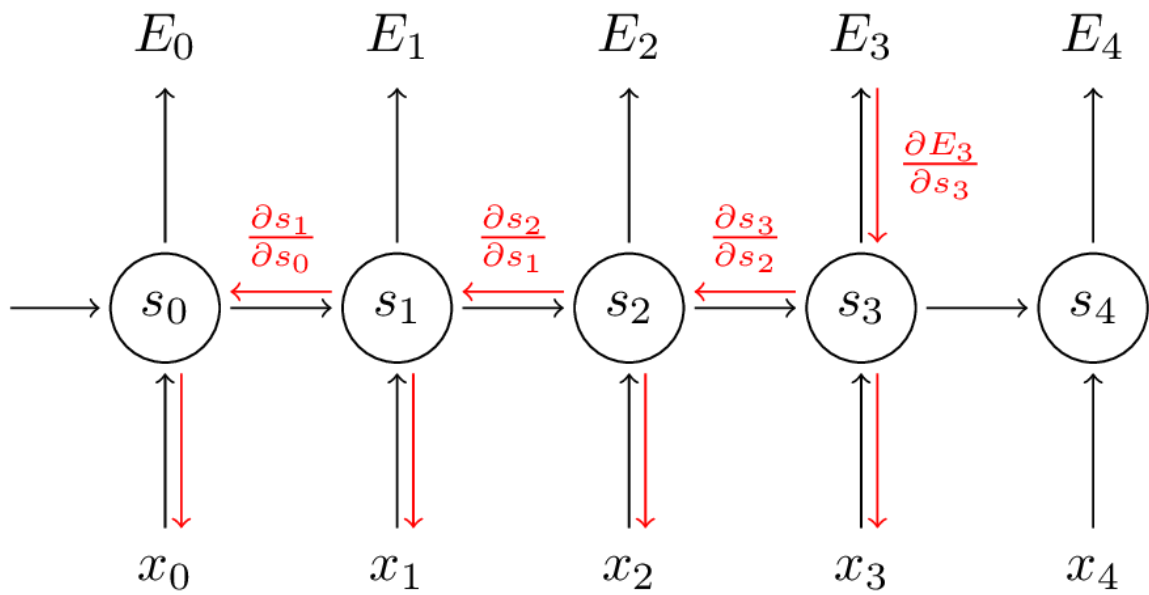 E₀ E₁ E₂ E₃ E₄
∂E₃/∂s₃
∂s₁/∂s₀ ∂s₂/∂s₁ ∂s₃/∂s₂
s₀ s₁ s₂ s₃ s₄
x₀ x₁ x₂ x₃ x₄